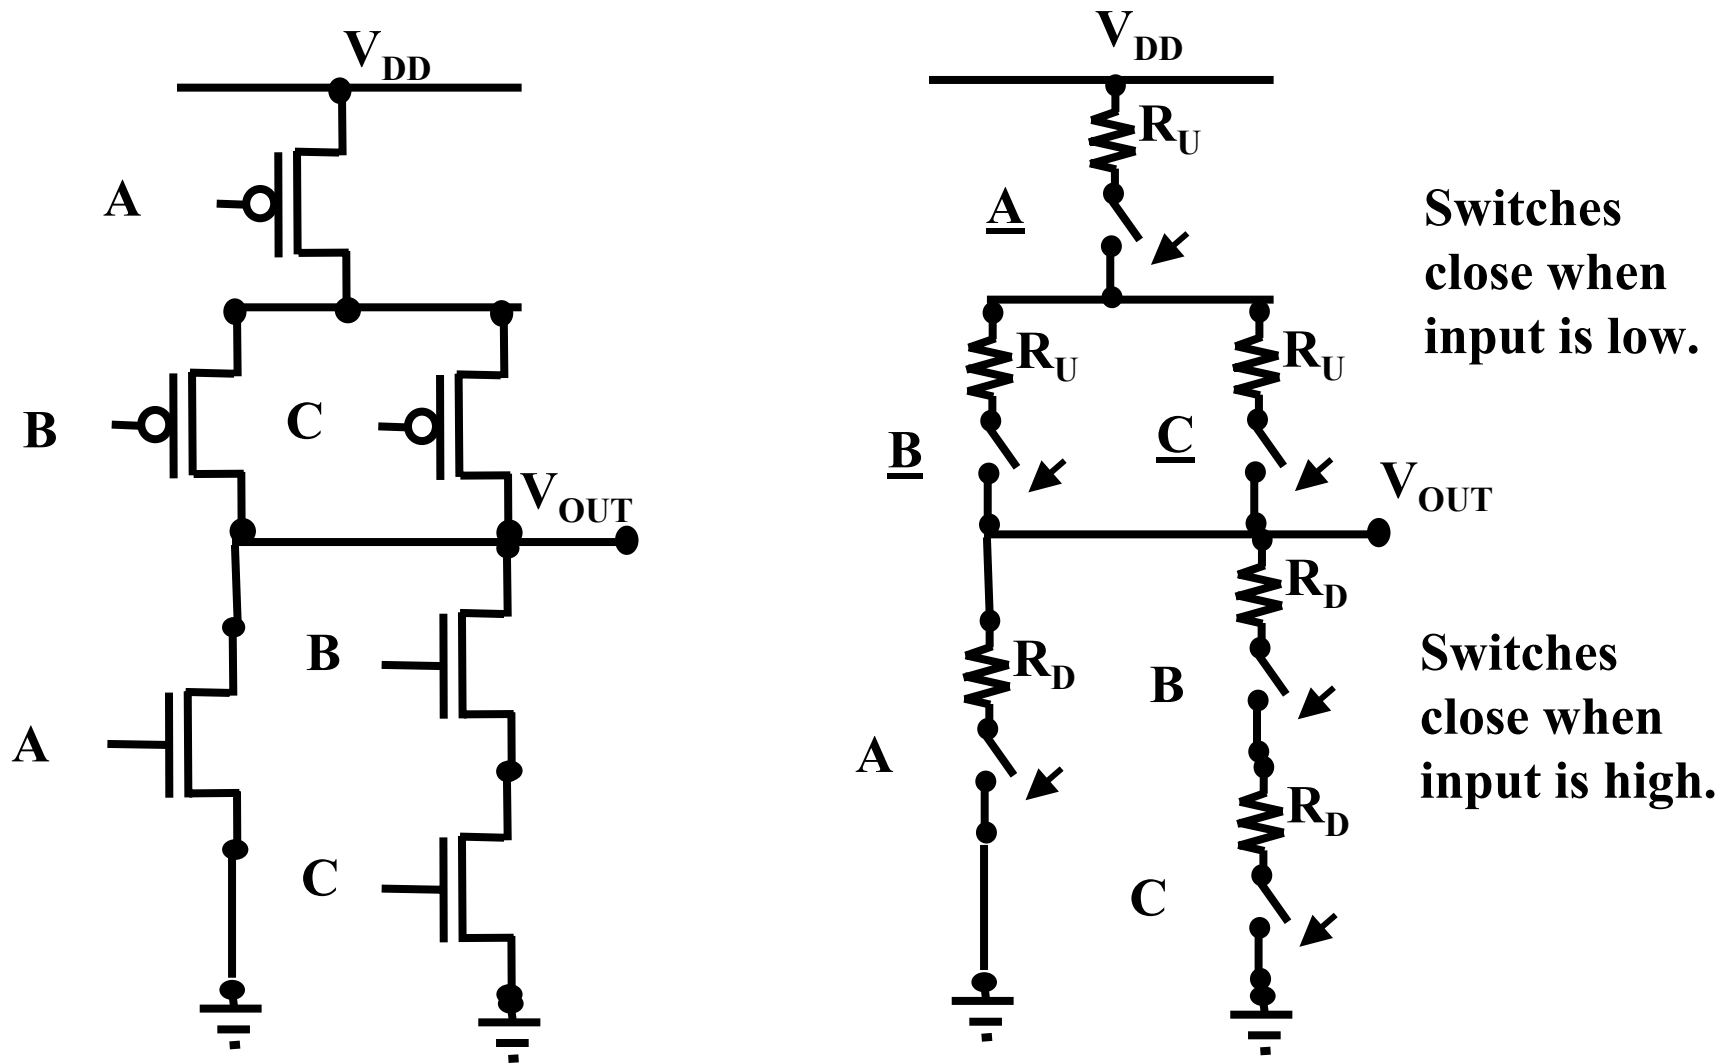 VDD
A
B
C
VOUT
B
A
C
VDD
RU
A
RU
RU
B
C
VOUT
RD
RD
B
A
RD
C
Switches
close when
input is low.
Switches
close when
input is high.